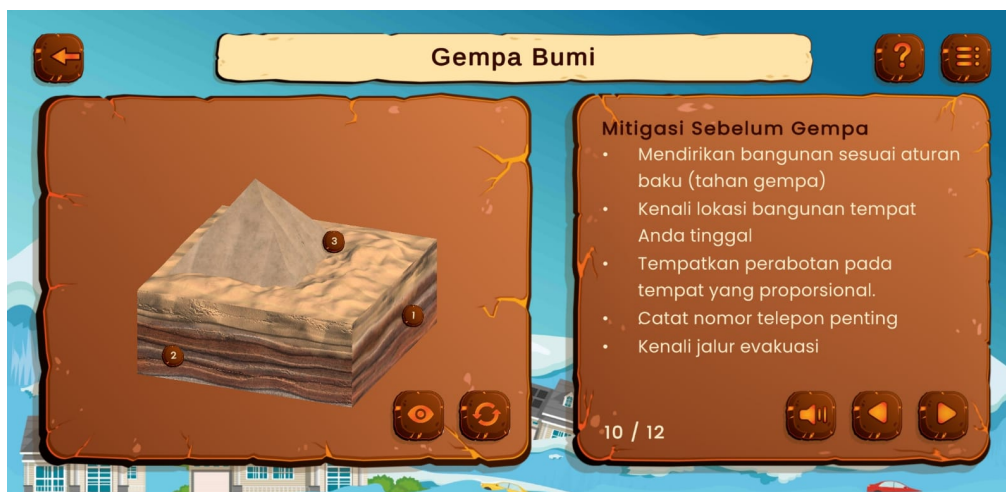 Gempa Bumi
?
3
1
2
Mitigasi Sebelum Gempa
• Mendirikan bangunan sesuai aturan
baku (tahan gempa)
• Kenali lokasi bangunan tempat
Anda tinggal
• Tempatkan perabotan pada
tempat yang proporsional.
• Catat nomor telepon penting
• Kenali jalur evakuasi
10 / 12